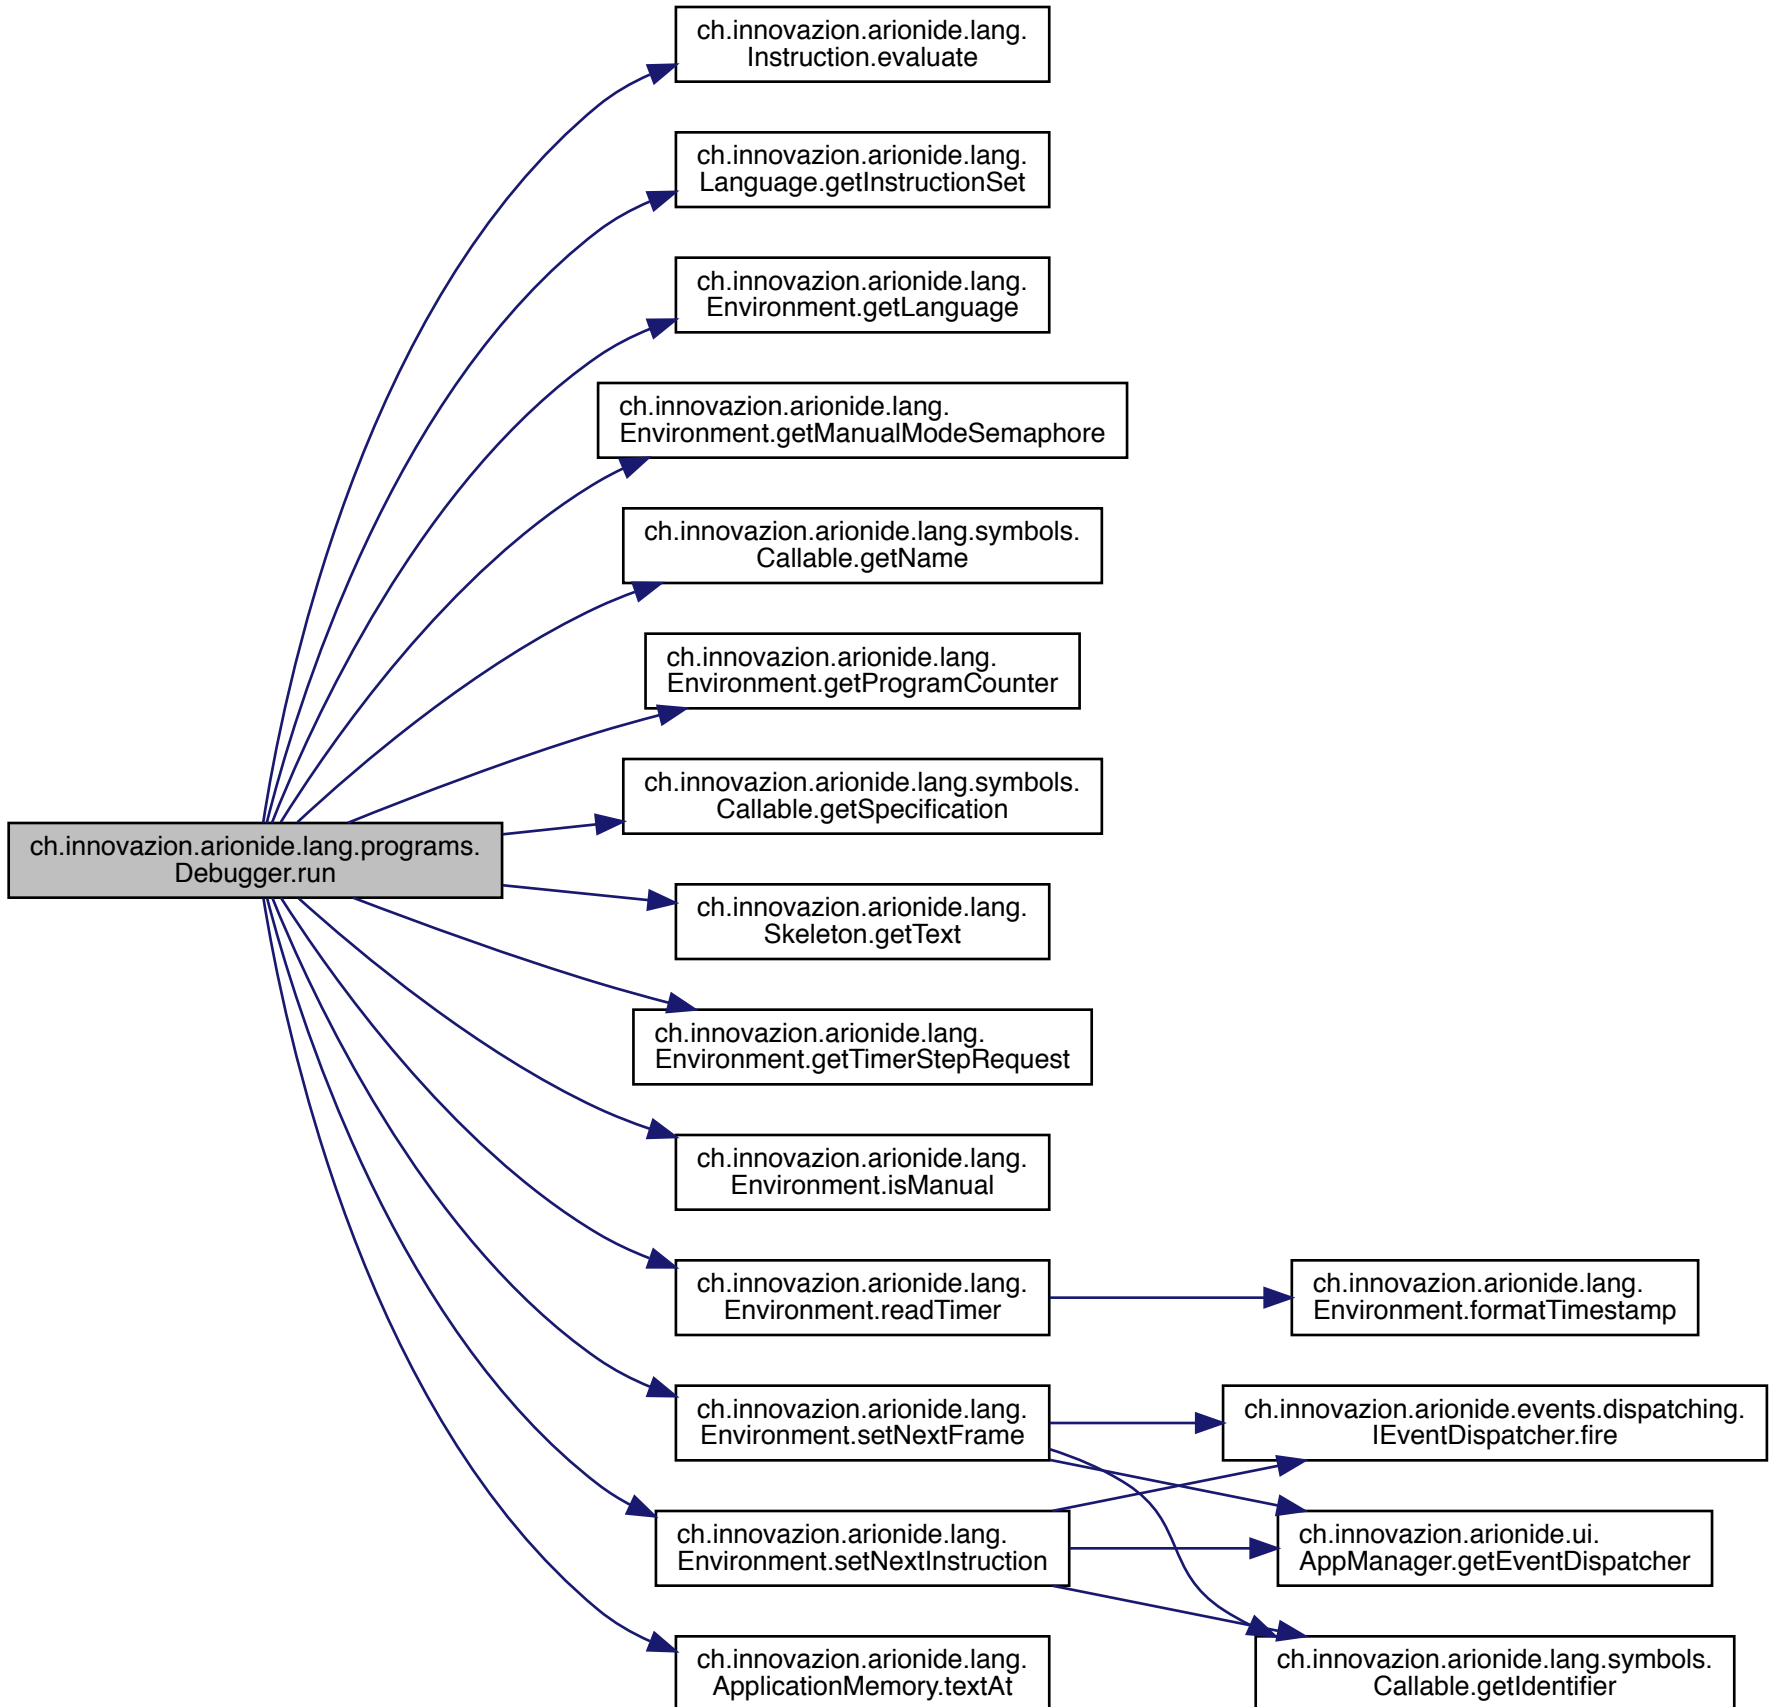 ch.innovazion.arionide.lang.
Instruction.evaluate
ch.innovazion.arionide.lang.
Language.getInstructionSet
ch.innovazion.arionide.lang.
Environment.getLanguage
ch.innovazion.arionide.lang.
Environment.getManualModeSemaphore
ch.innovazion.arionide.lang.symbols.
Callable.getName
ch.innovazion.arionide.lang.
Environment.getProgramCounter
ch.innovazion.arionide.lang.symbols.
Callable.getSpecification
ch.innovazion.arionide.lang.programs.
Debugger.run
ch.innovazion.arionide.lang.
Skeleton.getText
ch.innovazion.arionide.lang.
Environment.getTimerStepRequest
ch.innovazion.arionide.lang.
Environment.isManual
ch.innovazion.arionide.lang.
Environment.readTimer
ch.innovazion.arionide.lang.
Environment.formatTimestamp
ch.innovazion.arionide.lang.
Environment.setNextFrame
ch.innovazion.arionide.events.dispatching.
IEventDispatcher.fire
ch.innovazion.arionide.lang.
Environment.setNextInstruction
ch.innovazion.arionide.ui.
AppManager.getEventDispatcher
ch.innovazion.arionide.lang.
ApplicationMemory.textAt
ch.innovazion.arionide.lang.symbols.
Callable.getIdentifier